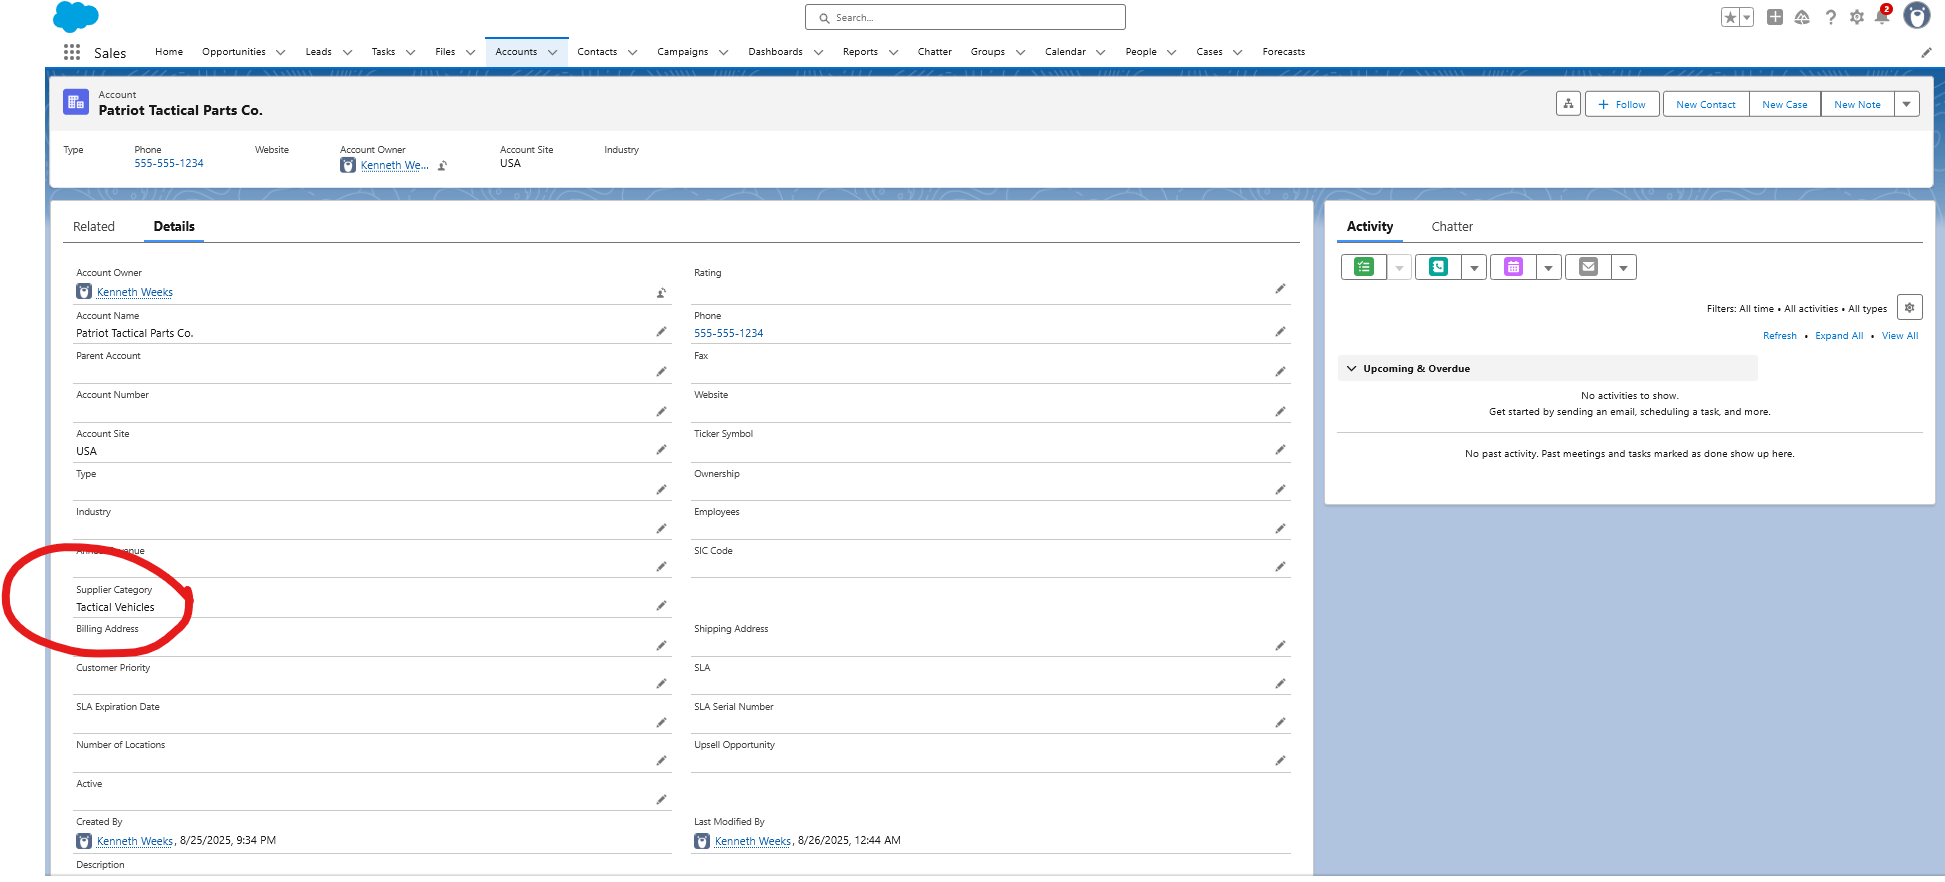 Search...
2
Sales
Home
Opportunities
Leads
Tasks
Files
Accounts
Contacts
Campaigns
Dashboards
Reports
Chatter
Groups
Calendar
People
Cases
Forecasts
Account
Patriot Tactical Parts Co.
+ Follow
New Contact
New Case
New Note
Type
Phone
555-555-1234
Website
Account Owner
Kenneth We...
Account Site
USA
Industry
Related
Details
Account Owner
Kenneth Weeks
Rating
Account Name
Patriot Tactical Parts Co.
Phone
555-555-1234
Parent Account
Fax
Account Number
Website
Account Site
USA
Ticker Symbol
Type
Ownership
Industry
Employees
SIC Code
Supplier Category
Tactical Vehicles
Billing Address
Shipping Address
Customer Priority
SLA
SLA Expiration Date
SLA Serial Number
Number of Locations
Upsell Opportunity
Active
Created By
Kenneth Weeks, 8/25/2025, 9:34 PM
Last Modified By
Kenneth Weeks, 8/26/2025, 12:44 AM
Description
Activity
Chatter
Filters: All time • All activities • All types
Refresh • Expand All • View All
Upcoming & Overdue
No activities to show.
Get started by sending an email, scheduling a task, and more.
No past activity. Past meetings and tasks marked as done show up here.